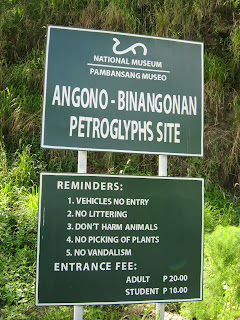 NATIONAL MUSEUM
PAMBANSANG MUSEO
ANGONO - BINANGONAN
PETROGLYPHS SITE
REMINDERS:
1. VEHICLES NO ENTRY
2. NO LITTERING
3. DON'T HARM ANIMALS
4. NO PICKING OF PLANTS
5. NO VANDALISM
ENTRANCE FEE:
ADULT P 20-00
STUDENT P 10.00